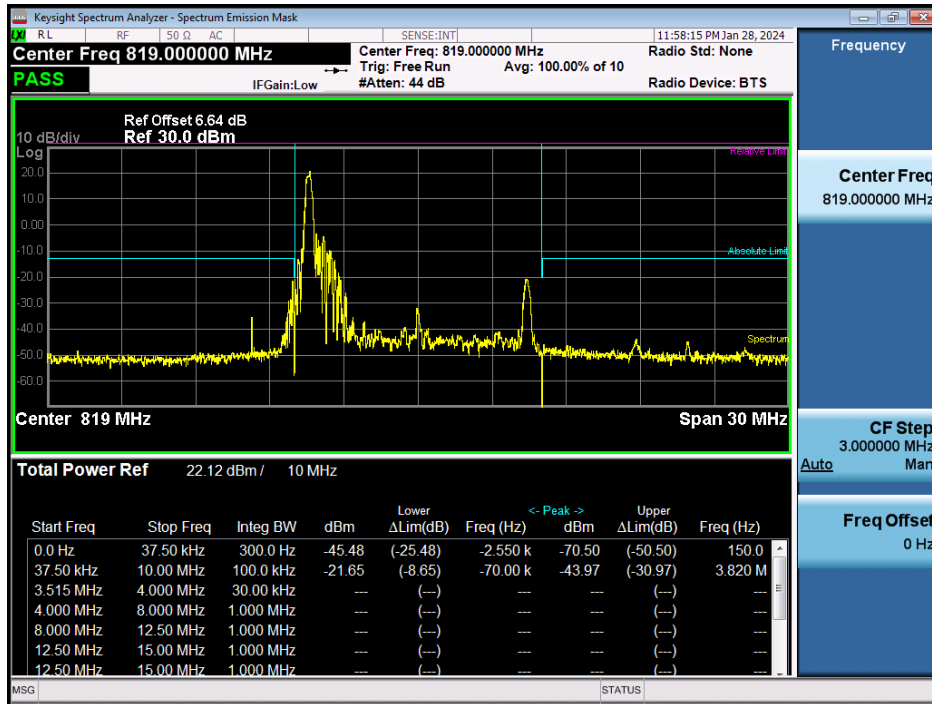 Keysight Spectrum Analyzer - Spectrum Emission Mask
LXI RL RF 50 Ω AC SENSE:INT 11:58:15 PM Jan 28, 2024
Center Freq 819.000000 MHz
Center Freq: 819.000000 MHz
Radio Std: None
Trig: Free Run Avg: 100.00% of 10
PASS
IFGain:Low
#Atten: 44 dB
Radio Device: BTS
Ref Offset 6.64 dB
10 dB/div Ref 30.0 dBm
Log
Relative Limit
20.0
10.0
0.00
-10.0
Absolute Limit
-20.0
-30.0
-40.0
Spectrum
-50.0
-60.0
Center 819 MHz Span 30 MHz
Total Power Ref 22.12 dBm / 10 MHz
Lower <- Peak -> Upper
Start Freq Stop Freq Integ BW dBm ΔLim(dB) Freq (Hz) dBm ΔLim(dB) Freq (Hz)
0.0 Hz 37.50 kHz 300.0 Hz -45.48 (-25.48) -2.550 k -70.50 (-50.50) 150.0
37.50 kHz 10.00 MHz 100.0 kHz -21.65 (-8.65) -70.00 k -43.97 (-30.97) 3.820 M
3.515 MHz 4.000 MHz 30.00 kHz --- (---) --- --- (---) ---
4.000 MHz 8.000 MHz 1.000 MHz --- (---) --- --- (---) ---
8.000 MHz 12.50 MHz 1.000 MHz --- (---) --- --- (---) ---
12.50 MHz 15.00 MHz 1.000 MHz --- (---) --- --- (---) ---
12.50 MHz 15.00 MHz 1.000 MHz --- (---) --- --- (---) ---
MSG STATUS
Frequency
Center Freq
819.000000 MHz
CF Step
3.000000 MHz
Auto Man
Freq Offset
0 Hz